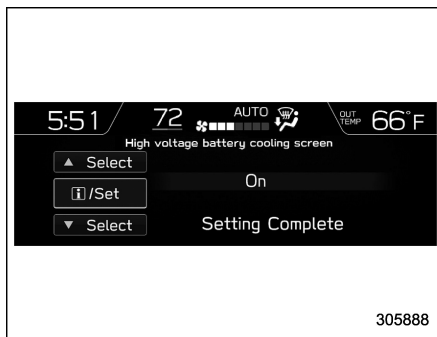 5:51 72 AUTO OUT TEMP 66°F
High voltage battery cooling screen
▲ Select
On
i/Set
▼ Select Setting Complete
305888